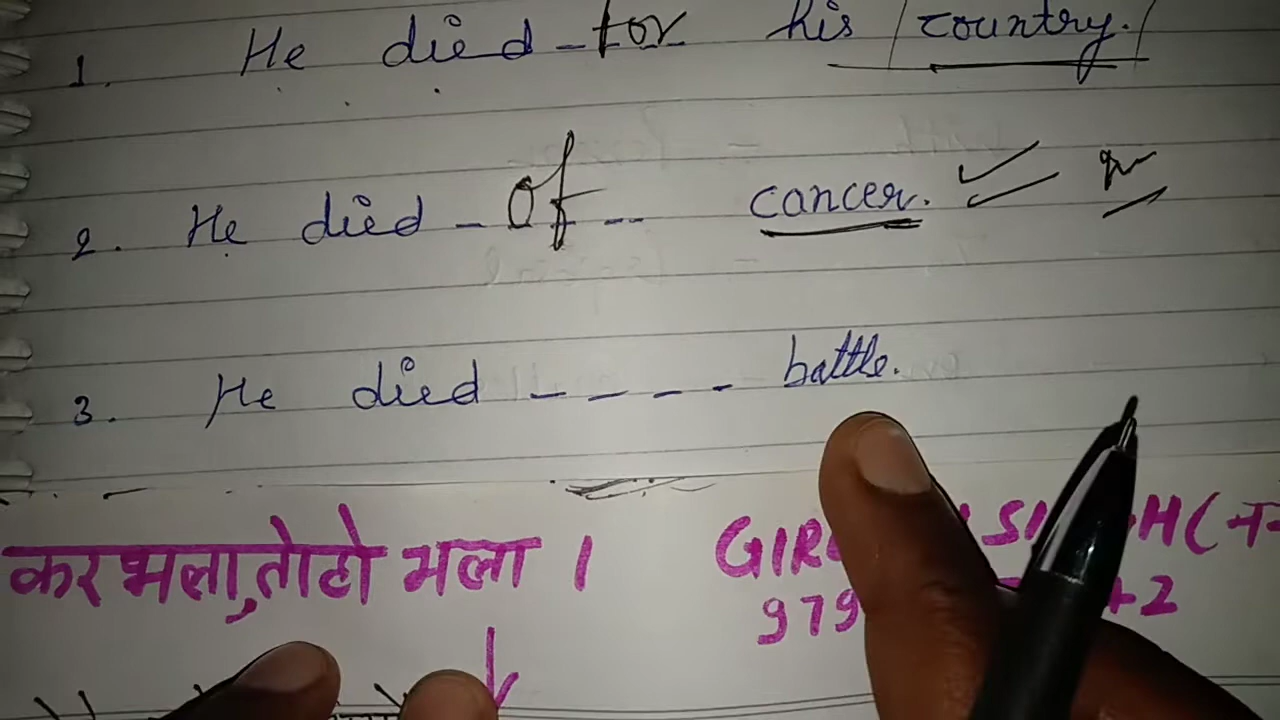 1. He died - for his country.
2. He died - Of - - cancer.
3. He died - - - - battle.
कर भला, तो हो भला ।
979